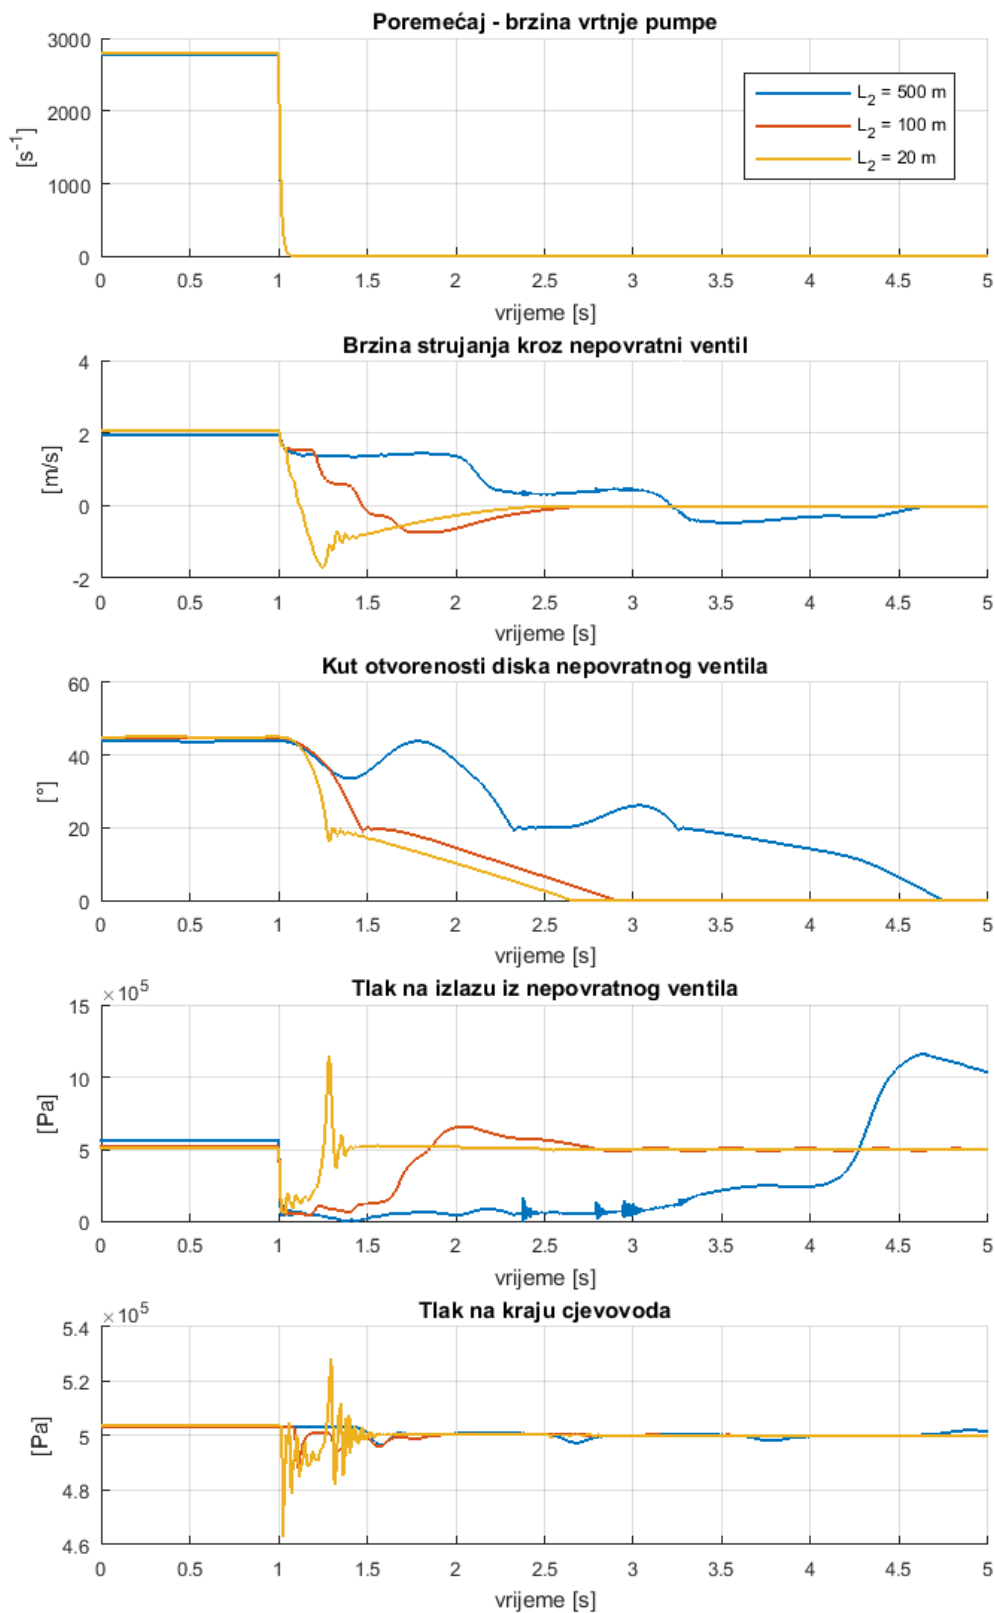 Poremećaj - brzina vrtnje pumpe
3000
2000
1000
0
[s⁻¹]
L₂ = 500 m
L₂ = 100 m
L₂ = 20 m
0 0.5 1 1.5 2 2.5 3 3.5 4 4.5 5
vrijeme [s]
Brzina strujanja kroz nepovratni ventil
4
2
0
-2
[m/s]
0 0.5 1 1.5 2 2.5 3 3.5 4 4.5 5
vrijeme [s]
Kut otvorenosti diska nepovratnog ventila
60
40
20
0
[°]
0 0.5 1 1.5 2 2.5 3 3.5 4 4.5 5
vrijeme [s]
Tlak na izlazu iz nepovratnog ventila
×10⁵
15
10
5
0
[Pa]
0 0.5 1 1.5 2 2.5 3 3.5 4 4.5 5
vrijeme [s]
Tlak na kraju cjevovoda
×10⁵
5.4
5.2
5
4.8
4.6
[Pa]
0 0.5 1 1.5 2 2.5 3 3.5 4 4.5 5
vrijeme [s]